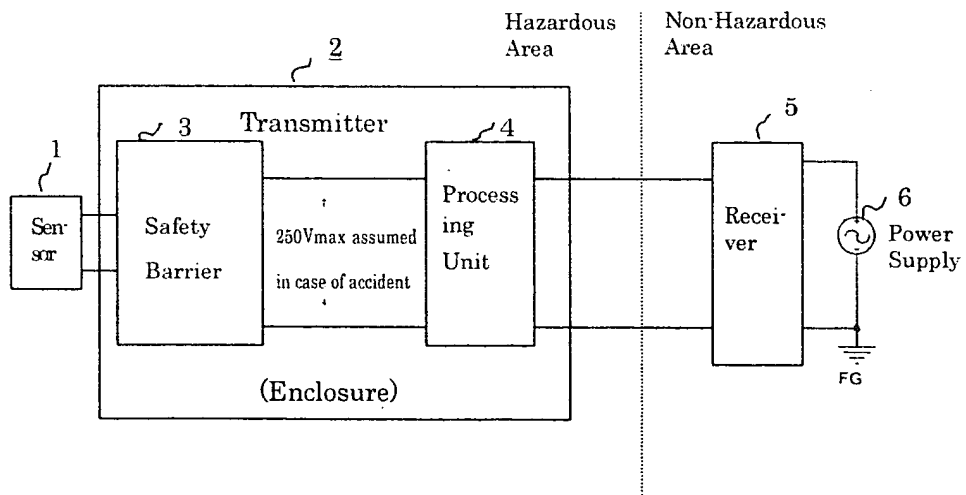 Hazardous
Area
Non-Hazardous
Area
2
3
Transmitter
4
5
1
Sen-
sor
Safety
Barrier
250Vmax assumed
in case of accident
Process
ing
Unit
Recei-
ver
6
Power
Supply
(Enclosure)
FG